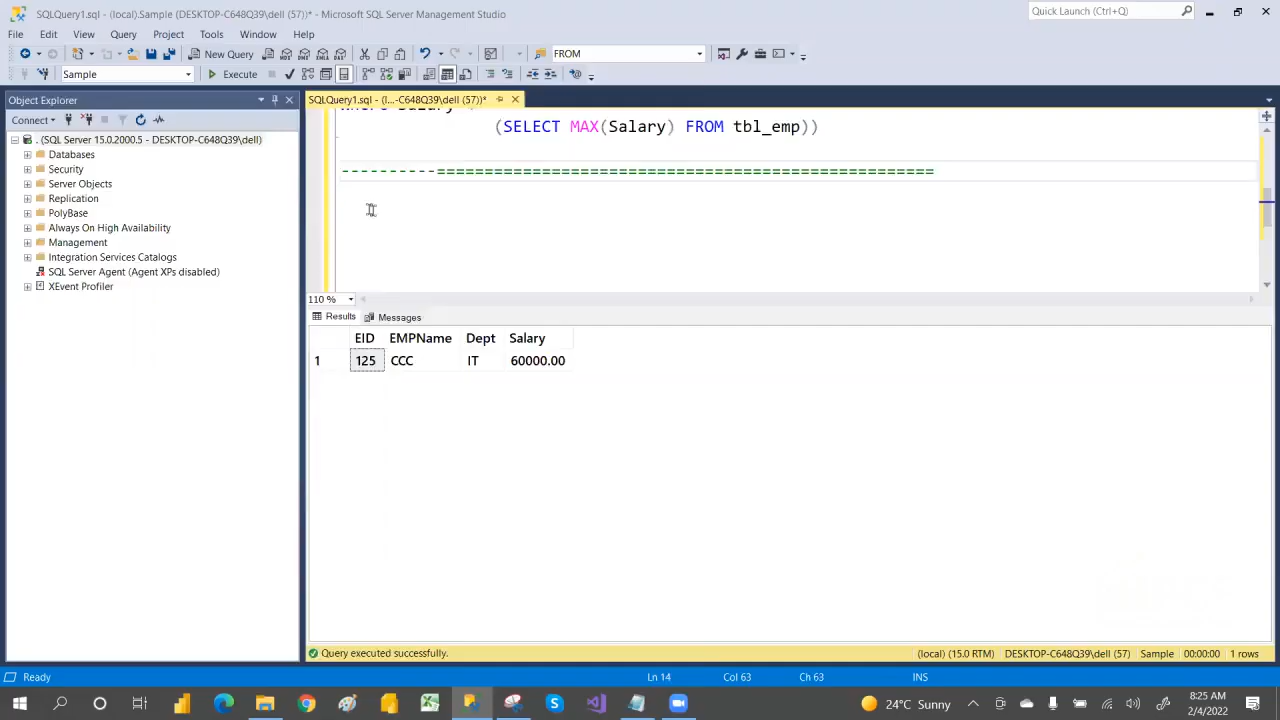 SQLQuery1.sql - (local).Sample (DESKTOP-C648Q39\dell (57))* - Microsoft SQL Server Management Studio
Quick Launch (Ctrl+Q)
File Edit View Query Project Tools Window Help
New Query
FROM
Sample
Execute
Object Explorer
SQLQuery1.sql - (l...-C648Q39\dell (57))*
Connect
. (SQL Server 15.0.2000.5 - DESKTOP-C648Q39\dell)
Databases
Security
Server Objects
Replication
PolyBase
Always On High Availability
Management
Integration Services Catalogs
SQL Server Agent (Agent XPs disabled)
XEvent Profiler
(SELECT MAX(Salary) FROM tbl_emp))
----------====================================================
110 %
Results Messages
EID EMPName Dept Salary
1 125 CCC IT 60000.00
Query executed successfully.
(local) (15.0 RTM) DESKTOP-C648Q39\dell (57) Sample 00:00:00 1 rows
Ready
Ln 14 Col 63 Ch 63 INS
24°C Sunny
8:25 AM
2/4/2022